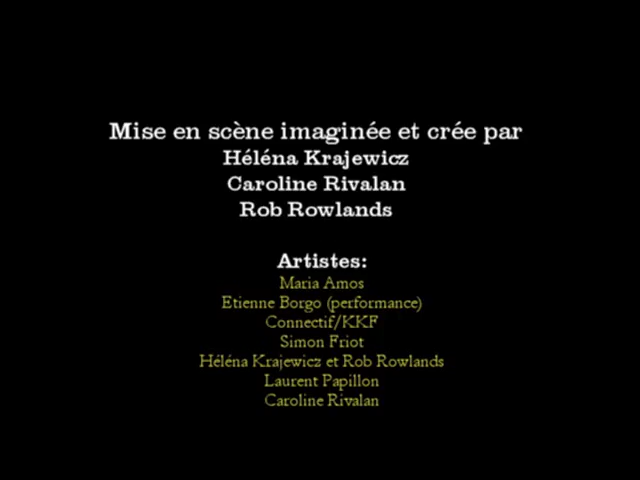 Mise en scène imaginée et crée par
Héléna Krajewicz
Caroline Rivalan
Rob Rowlands
Artistes:
Maria Amos
Etienne Borgo (performance)
Connectif/KKF
Simon Friot
Héléna Krajewicz et Rob Rowlands
Laurent Papillon
Caroline Rivalan